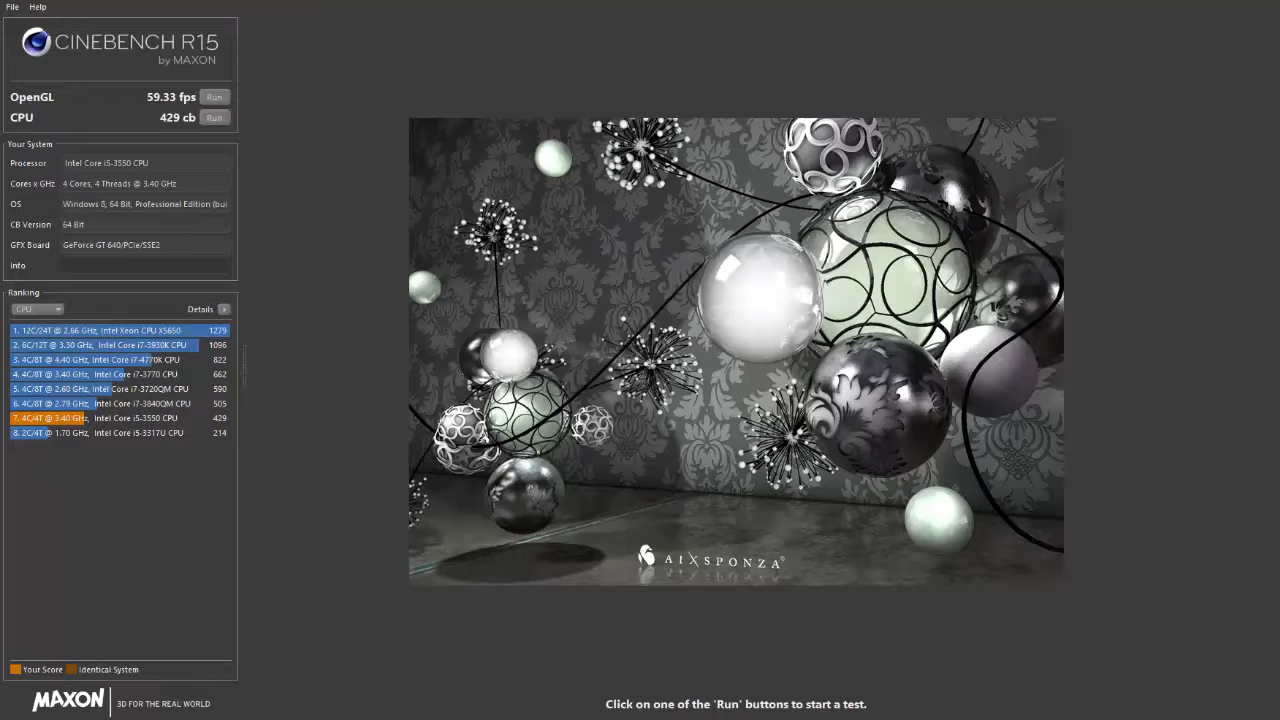 File Help
CINEBENCH R15
by MAXON
OpenGL 59.33 fps Run
CPU 429 cb Run
Your System
Processor Intel Core i5-3550 CPU
Cores x GHz 4 Cores, 4 Threads @ 3.40 GHz
OS Windows 8, 64 Bit, Professional Edition (bui
CB Version 64 Bit
GFX Board GeForce GT 640/PCIe/SSE2
Info
Ranking
CPU Details
1. 12C/24T @ 2.66 GHz, Intel Xeon CPU X5650 1279
2. 6C/12T @ 3.30 GHz, Intel Core i7-3930K CPU 1096
3. 4C/8T @ 4.40 GHz, Intel Core i7-4770K CPU 822
4. 4C/8T @ 3.40 GHz, Intel Core i7-3770 CPU 662
5. 4C/8T @ 2.60 GHz, Intel Core i7-3720QM CPU 590
6. 4C/8T @ 2.79 GHz, Intel Core i7-3840QM CPU 505
7. 4C/4T @ 3.40 GHz, Intel Core i5-3550 CPU 429
8. 2C/4T @ 1.70 GHz, Intel Core i5-3317U CPU 214
AIXSPONZA®
Your Score Identical System
MAXON 3D FOR THE REAL WORLD
Click on one of the 'Run' buttons to start a test.